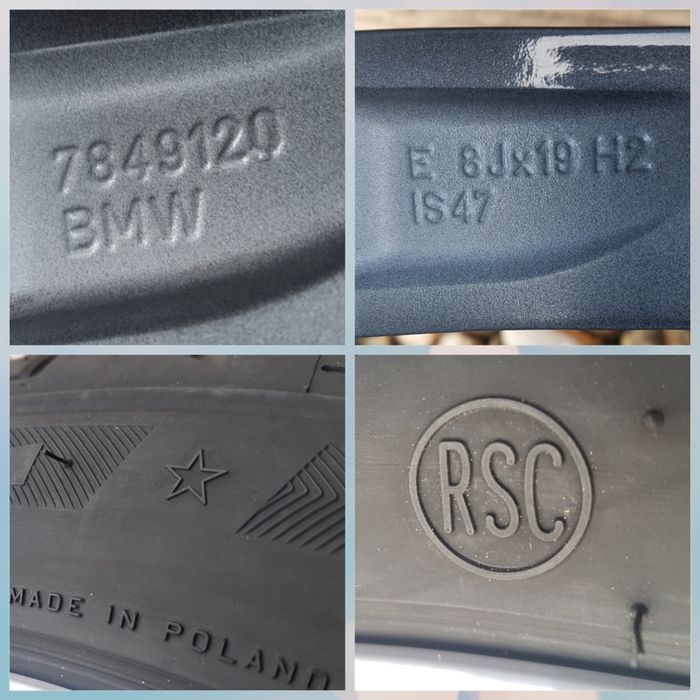 7849120
BMW
E 8Jx19 H2
IS47
MADE IN POLAND
RSC